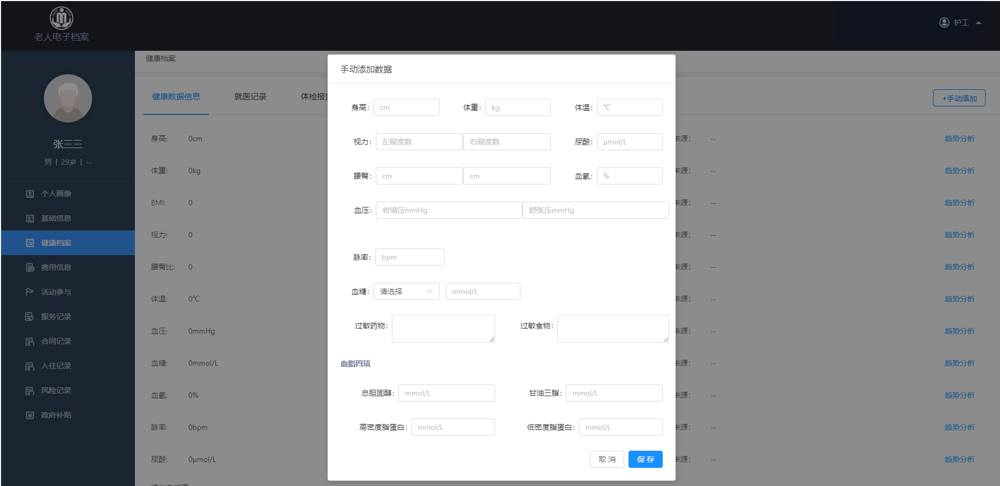 老人电子档案
护工
张三三
男 | 29岁 | --
个人画像
基础信息
健康档案
费用信息
活动参与
服务记录
合同记录
入住记录
风险记录
政府补贴
健康档案
健康数据信息 就医记录 体检报告
+手动添加
身高: 0cm 来源: -- 趋势分析
体重: 0kg 来源: -- 趋势分析
BMI: 0 来源: -- 趋势分析
视力: 0 来源: -- 趋势分析
腰臀比: 0 来源: -- 趋势分析
体温: 0℃ 来源: -- 趋势分析
血压: 0mmHg 来源: -- 趋势分析
血糖: 0mmol/L 来源: -- 趋势分析
血氧: 0% 来源: -- 趋势分析
脉率: 0bpm 来源: -- 趋势分析
尿酸: 0μmol/L 来源: -- 趋势分析
手动添加数据
身高: cm 体重: kg 体温: ℃
视力: 左眼度数 右眼度数 尿酸: μmol/L
腰臀: cm cm 血氧: %
血压: 收缩压mmHg 舒张压mmHg
脉率: bpm
血糖: 请选择 mmol/L
过敏药物: 过敏食物:
血脂四项
总胆固醇: mmol/L 甘油三脂: mmol/L
高密度脂蛋白: mmol/L 低密度脂蛋白: mmol/L
取 消 保 存